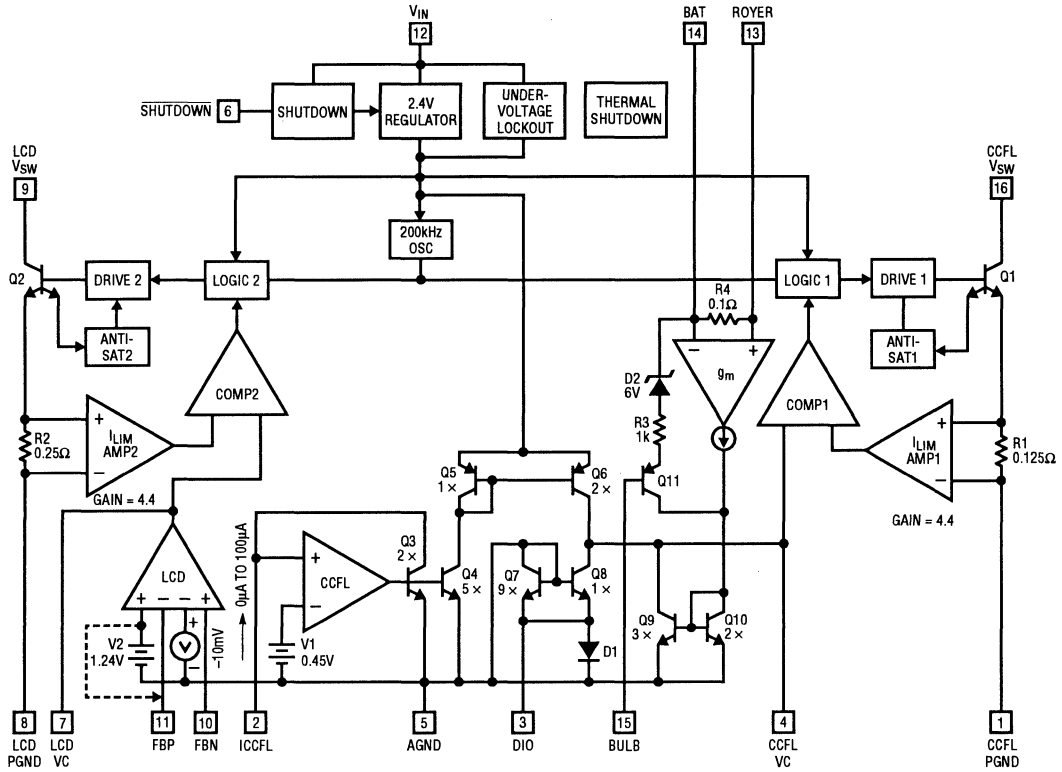 VIN
12
BAT
14
ROYER
13
SHUTDOWN
6
SHUTDOWN
2.4V
REGULATOR
UNDER-
VOLTAGE
LOCKOUT
THERMAL
SHUTDOWN
LCD
VSW
9
CCFL
VSW
16
200kHz
OSC
Q2
DRIVE 2
LOGIC 2
LOGIC 1
DRIVE 1
Q1
R4
0.1Ω
ANTI-
SAT2
ANTI-
SAT1
−
+
gm
D2
6V
COMP2
COMP1
R3
1k
+
ILIM
AMP2
−
R2
0.25Ω
GAIN = 4.4
+
ILIM
AMP1
−
R1
0.125Ω
GAIN = 4.4
Q5
1×
Q6
2×
Q11
0µA TO 100µA
Q3
2×
+
CCFL
−
Q4
5×
Q7
9×
Q8
1×
LCD
+ − − +
Q9
3×
Q10
2×
V2
1.24V
+
V
−
−10mV
V1
0.45V
D1
8
LCD
PGND
7
LCD
VC
11
FBP
10
FBN
2
ICCFL
5
AGND
3
DIO
15
BULB
4
CCFL
VC
1
CCFL
PGND